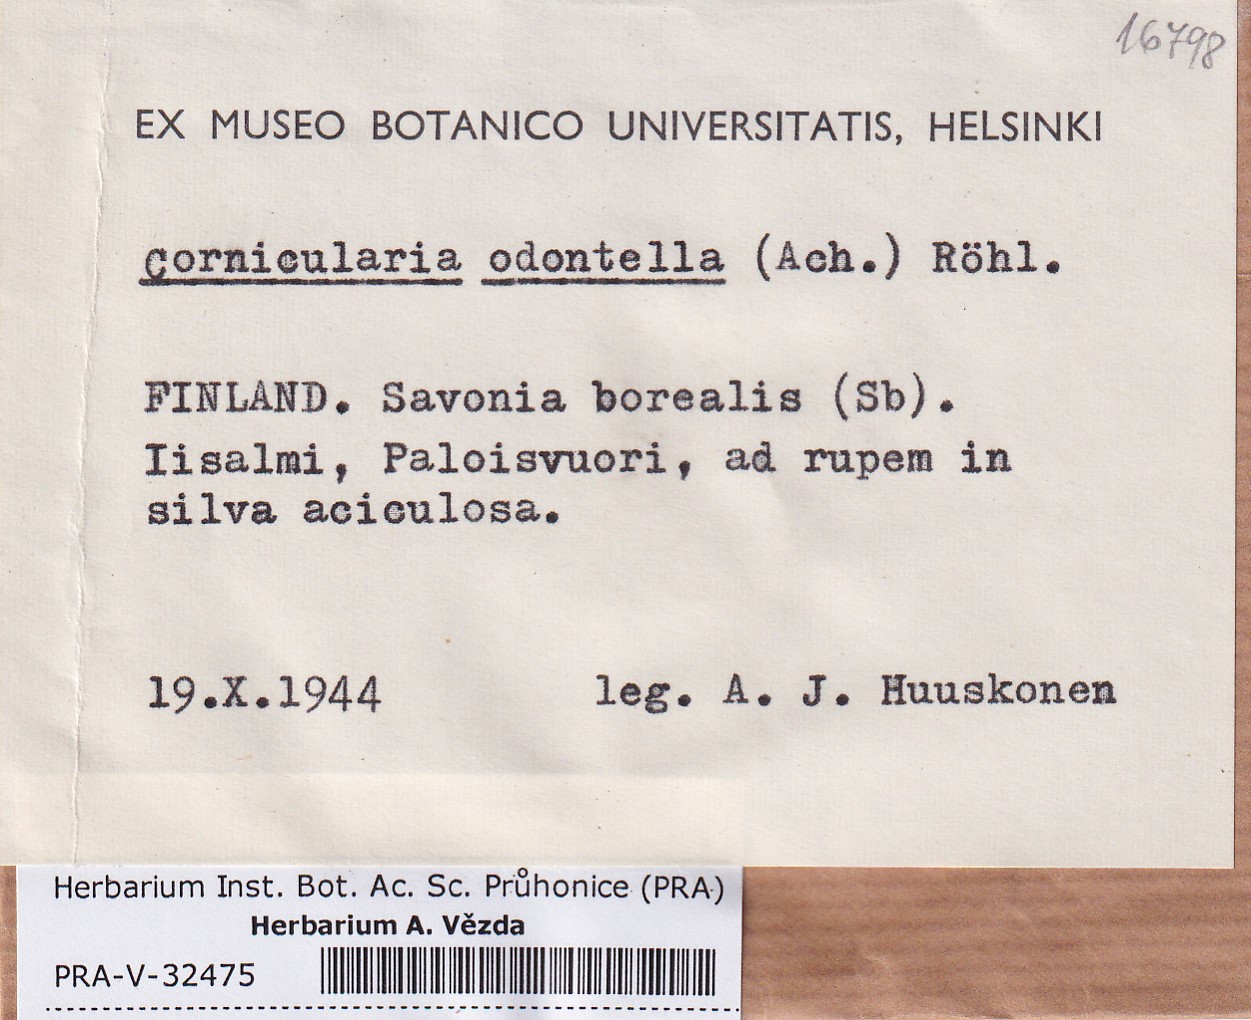 16798
EX MUSEO BOTANICO UNIVERSITATIS, HELSINKI
Cornicularia odontella (Ach.) Röhl.
FINLAND. Savonia borealis (Sb).
Iisalmi, Paloisvuori, ad rupem in
silva aciculosa.
19.X.1944 leg. A. J. Huuskonen
Herbarium Inst. Bot. Ac. Sc. Průhonice (PRA)
Herbarium A. Vězda
PRA-V-32475